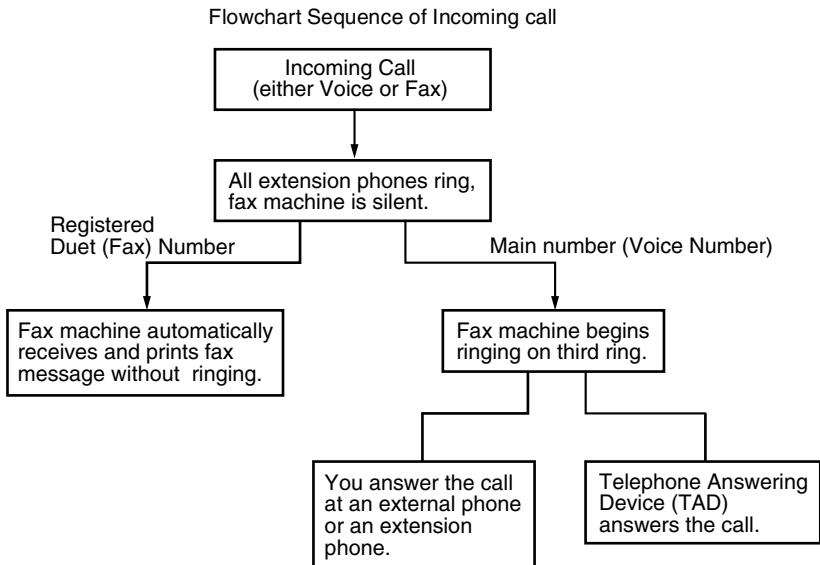 Flowchart Sequence of Incoming call
Incoming Call
(either Voice or Fax)
All extension phones ring,
fax machine is silent.
Registered
Duet (Fax) Number
Main number (Voice Number)
Fax machine automatically
receives and prints fax
message without ringing.
Fax machine begins
ringing on third ring.
You answer the call
at an external phone
or an extension
phone.
Telephone Answering
Device (TAD)
answers the call.